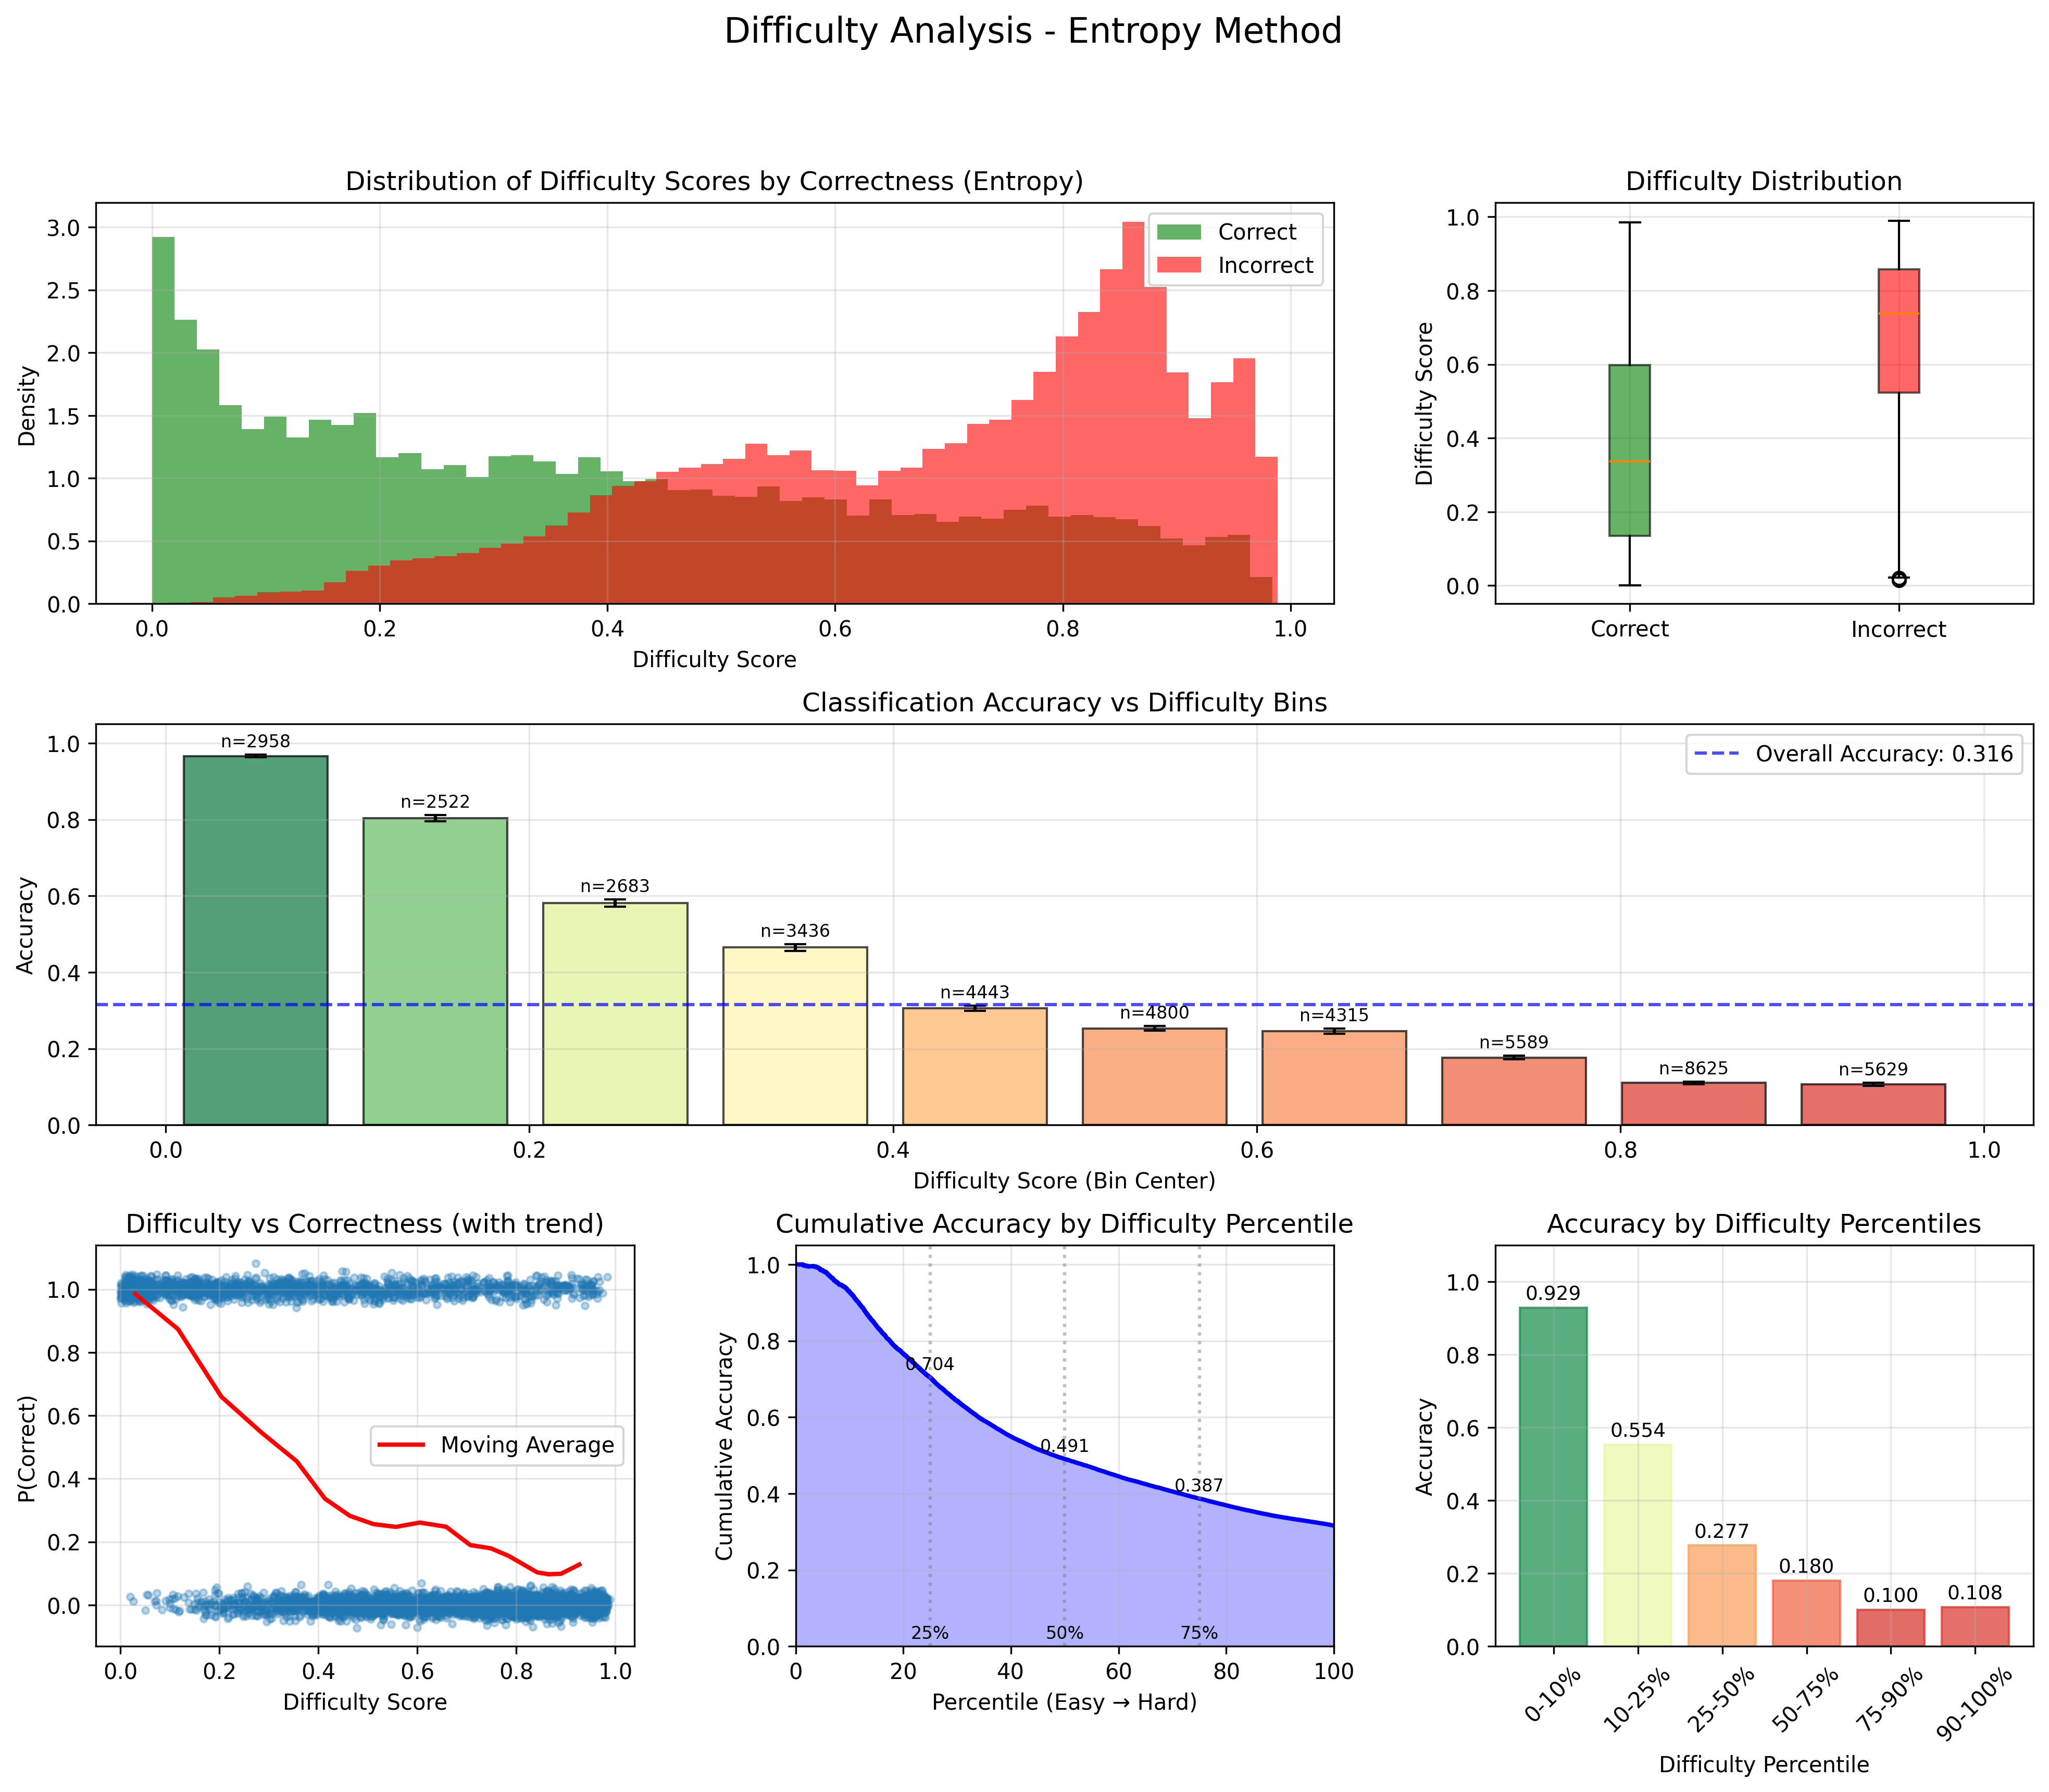 Difficulty Analysis - Entropy Method
Distribution of Difficulty Scores by Correctness (Entropy)
Density
3.0
2.5
2.0
1.5
1.0
0.5
0.0
Correct
Incorrect
0.0 0.2 0.4 0.6 0.8 1.0
Difficulty Score
Difficulty Distribution
Difficulty Score
1.0
0.8
0.6
0.4
0.2
0.0
Correct Incorrect
Classification Accuracy vs Difficulty Bins
Accuracy
1.0
0.8
0.6
0.4
0.2
0.0
Overall Accuracy: 0.316
n=2958
n=2522
n=2683
n=3436
n=4443
n=4800
n=4315
n=5589
n=8625
n=5629
0.0 0.2 0.4 0.6 0.8 1.0
Difficulty Score (Bin Center)
Difficulty vs Correctness (with trend)
P(Correct)
1.0
0.8
0.6
0.4
0.2
0.0
Moving Average
0.0 0.2 0.4 0.6 0.8 1.0
Difficulty Score
Cumulative Accuracy by Difficulty Percentile
Cumulative Accuracy
1.0
0.8
0.6
0.4
0.2
0.0
0.704
0.491
0.387
25% 50% 75%
0 20 40 60 80 100
Percentile (Easy → Hard)
Accuracy by Difficulty Percentiles
Accuracy
1.0
0.8
0.6
0.4
0.2
0.0
0.929
0.554
0.277
0.180
0.100
0.108
0-10% 10-25% 25-50% 50-75% 75-90% 90-100%
Difficulty Percentile